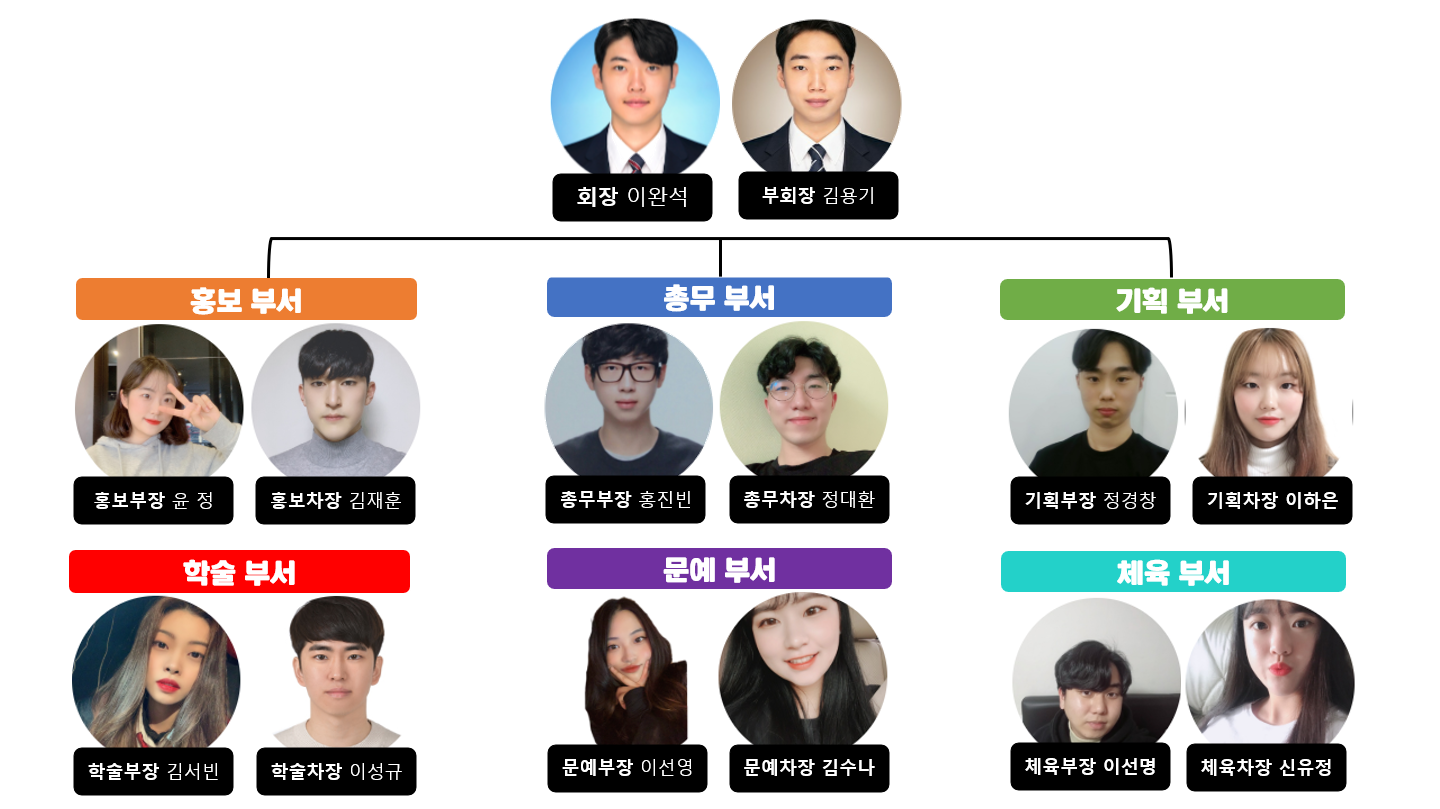 회장 이완석
부회장 김용기
홍보 부서
총무 부서
기획 부서
홍보부장 윤 정
홍보차장 김재훈
총무부장 홍진빈
총무차장 정대환
기획부장 정경창
기획차장 이하은
학술 부서
문예 부서
체육 부서
학술부장 김서빈
학술차장 이성규
문예부장 이선영
문예차장 김수나
체육부장 이선명
체육차장 신유정